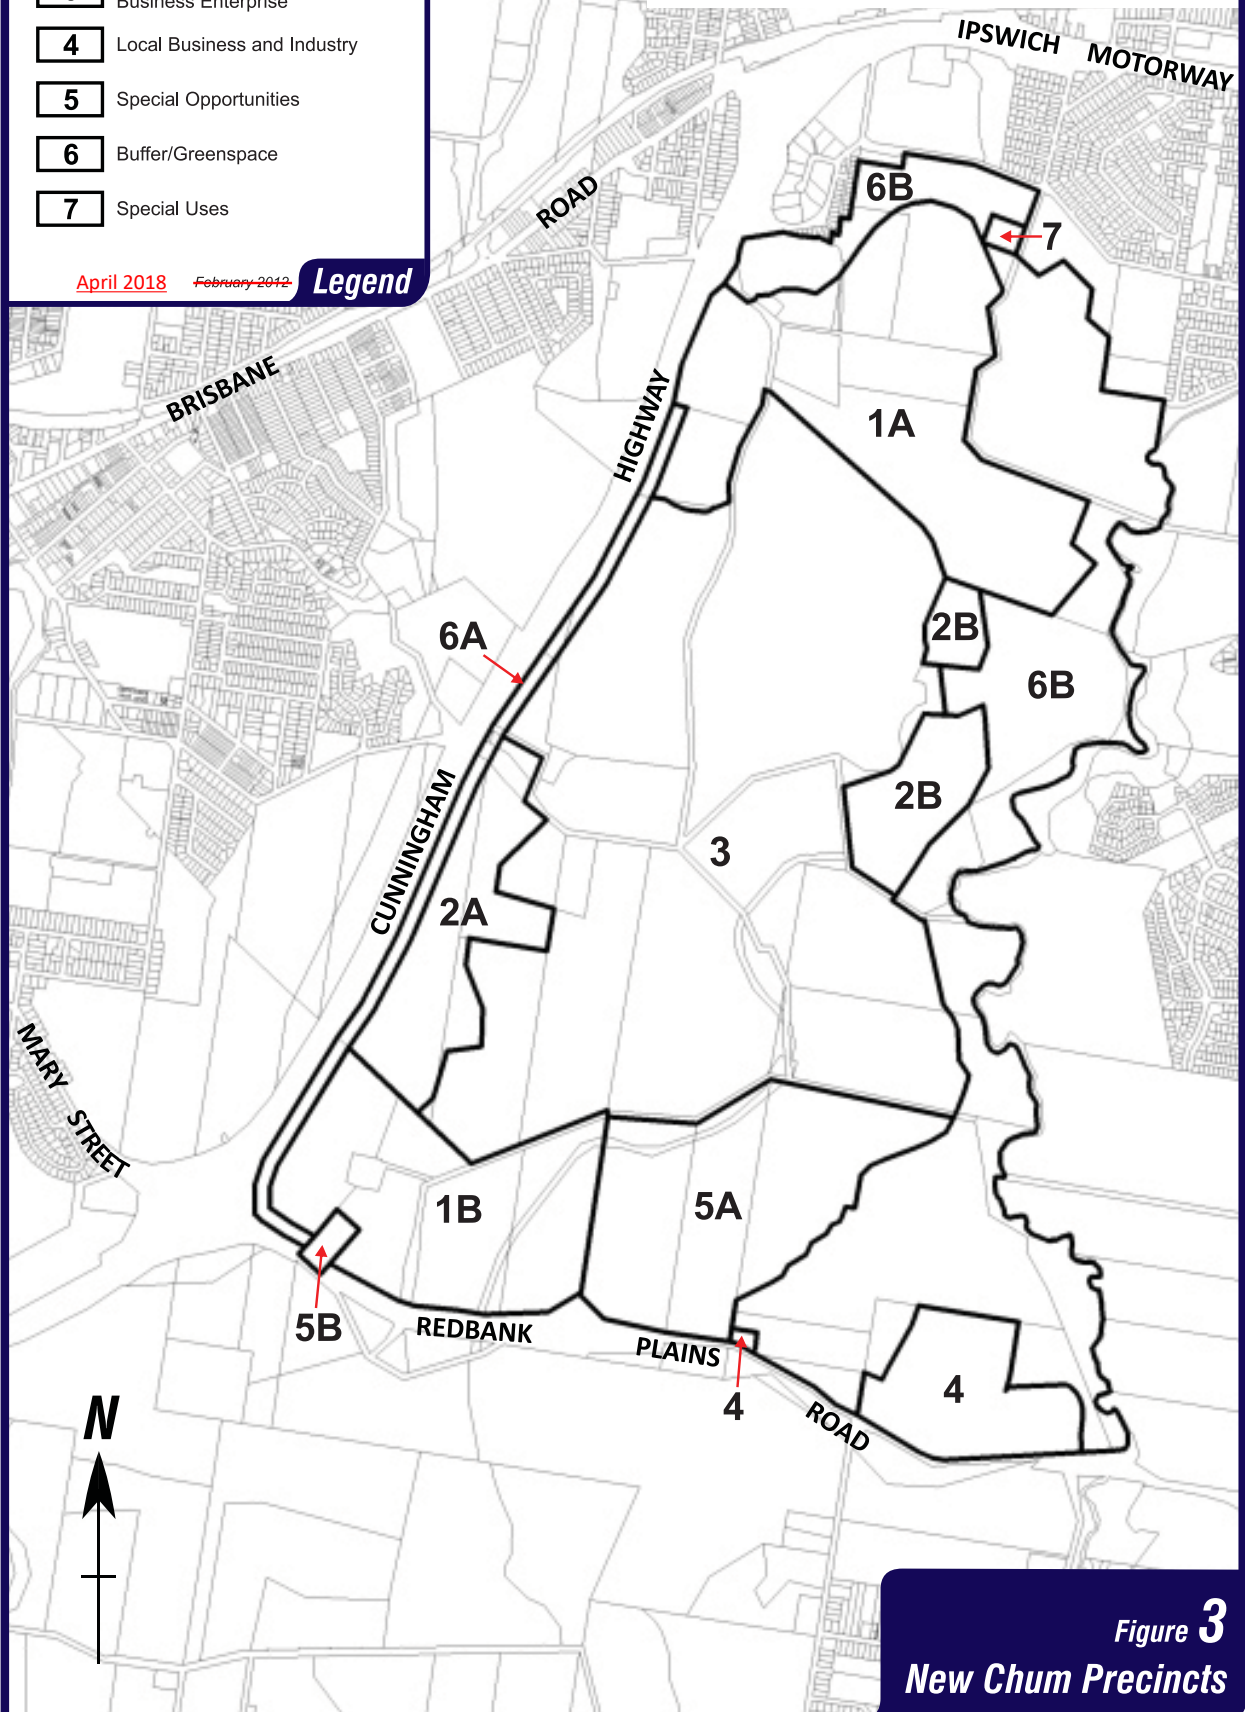 Business Enterprise
4 Local Business and Industry
5 Special Opportunities
6 Buffer/Greenspace
7 Special Uses
April 2018 February 2012 Legend
IPSWICH MOTORWAY
BRISBANE ROAD
6B
7
HIGHWAY
1A
2B
6A
6B
2B
CUNNINGHAM
3
2A
MARY STREET
1B
5A
5B
REDBANK PLAINS ROAD
4
4
N
Figure 3
New Chum Precincts